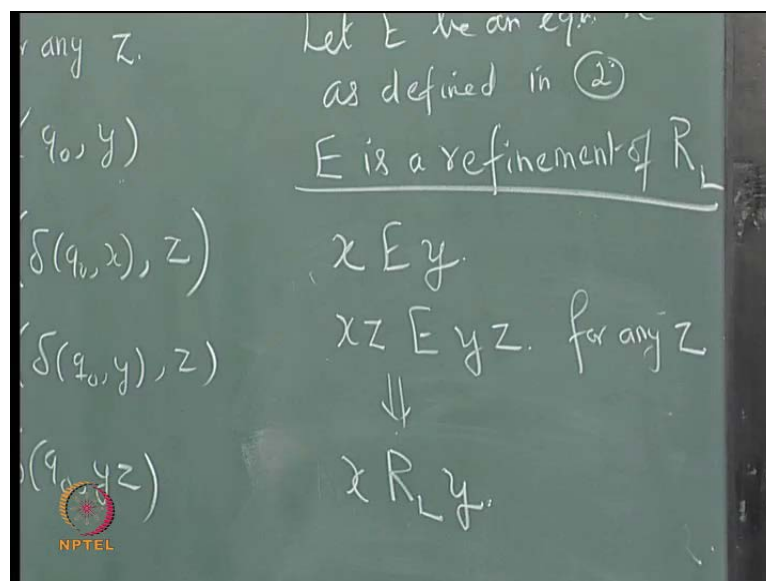 any Z.
q₀, y)
(δ(q₀, x), z)
(δ(q₀, y), z)
(q₀, yz)
Let E be an eqn.
as defined in ②
E is a refinement of R_L
x E y.
xz E yz. for any z
⇓
x R_L y.
NPTEL